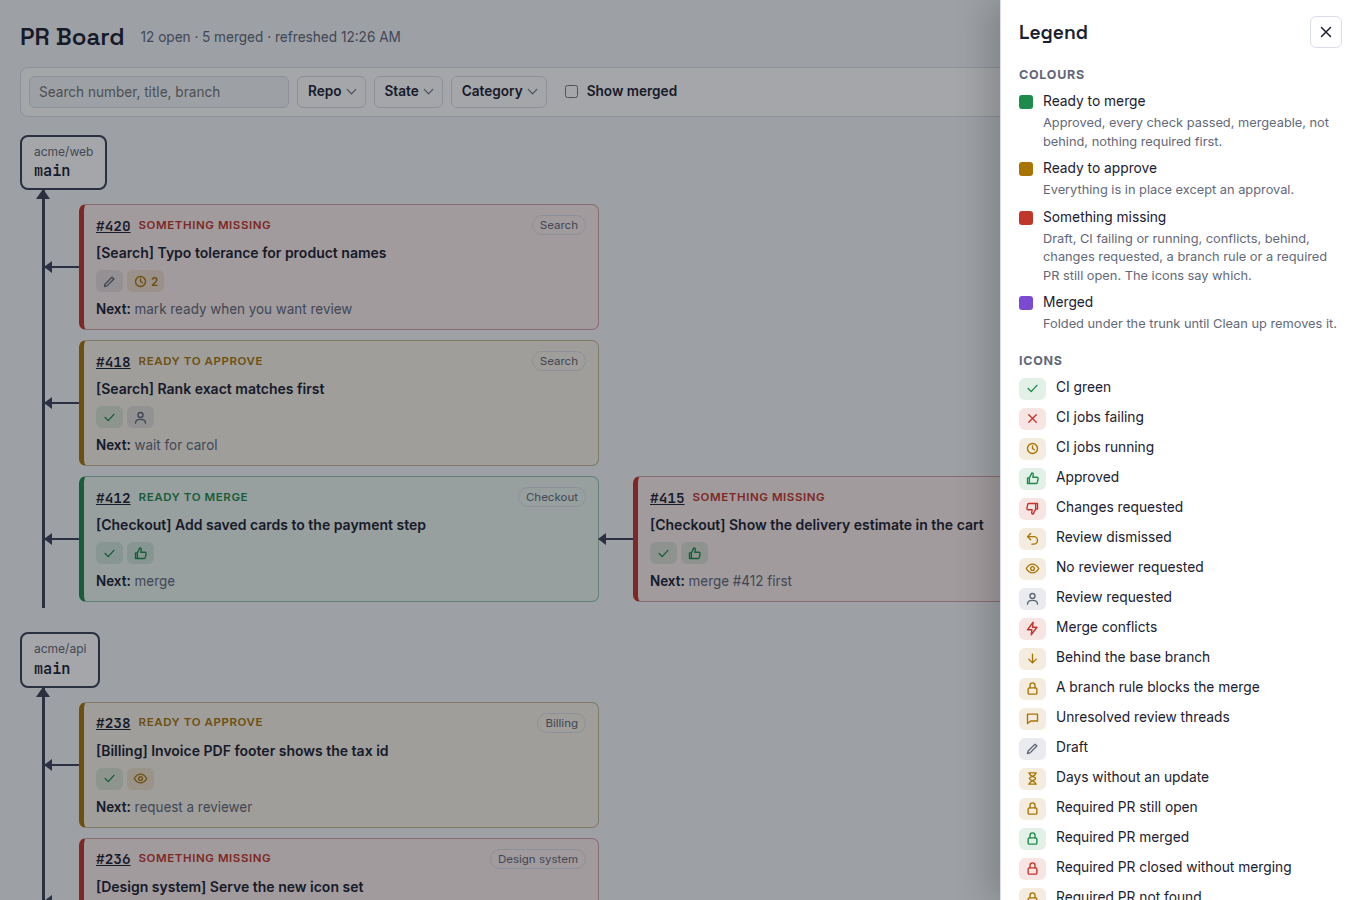 PR Board
12 open · 5 merged · refreshed 12:26 AM
Search number, title, branch
Repo
State
Category
Show merged
acme/web
main
#420 SOMETHING MISSING
Search
[Search] Typo tolerance for product names
2
Next: mark ready when you want review
#418 READY TO APPROVE
Search
[Search] Rank exact matches first
Next: wait for carol
#412 READY TO MERGE
Checkout
[Checkout] Add saved cards to the payment step
Next: merge
#415 SOMETHING MISSING
[Checkout] Show the delivery estimate in the cart
Next: merge #412 first
acme/api
main
#238 READY TO APPROVE
Billing
[Billing] Invoice PDF footer shows the tax id
Next: request a reviewer
#236 SOMETHING MISSING
Design system
[Design system] Serve the new icon set
Legend
COLOURS
Ready to merge
Approved, every check passed, mergeable, not
behind, nothing required first.
Ready to approve
Everything is in place except an approval.
Something missing
Draft, CI failing or running, conflicts, behind,
changes requested, a branch rule or a required
PR still open. The icons say which.
Merged
Folded under the trunk until Clean up removes it.
ICONS
CI green
CI jobs failing
CI jobs running
Approved
Changes requested
Review dismissed
No reviewer requested
Review requested
Merge conflicts
Behind the base branch
A branch rule blocks the merge
Unresolved review threads
Draft
Days without an update
Required PR still open
Required PR merged
Required PR closed without merging
Required PR not found